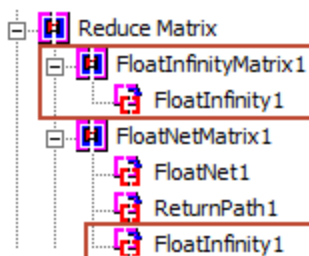 Reduce Matrix
FloatInfinityMatrix1
FloatInfinity1
FloatNetMatrix1
FloatNet1
ReturnPath1
FloatInfinity1